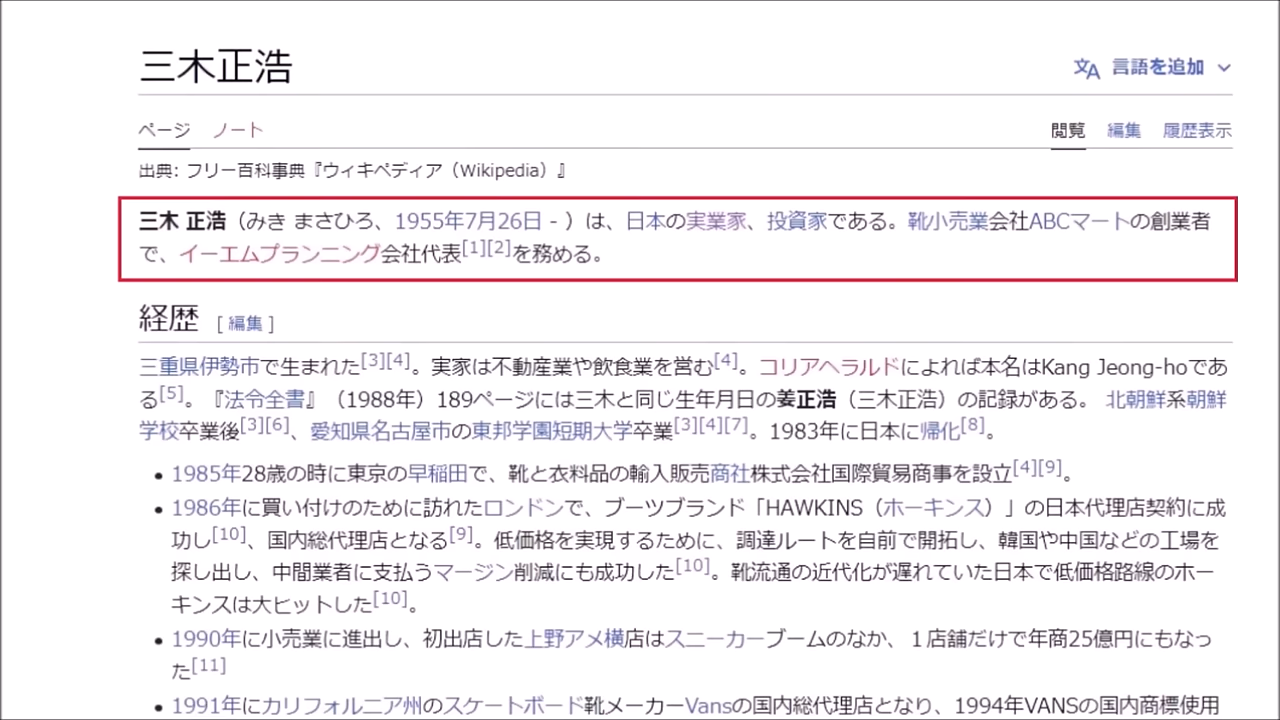 三木正浩
言語を追加
ページ ノート 閲覧 編集 履歴表示
出典: フリー百科事典『ウィキペディア（Wikipedia）』
三木 正浩（みき まさひろ、1955年7月26日 - ）は、日本の実業家、投資家である。靴小売業会社ABCマートの創業者
で、イーエムプランニング会社代表[1][2]を務める。
経歴 [ 編集 ]
三重県伊勢市で生まれた[3][4]。実家は不動産業や飲食業を営む[4]。コリアヘラルドによれば本名はKang Jeong-hoであ
る[5]。『法令全書』（1988年）189ページには三木と同じ生年月日の姜正浩（三木正浩）の記録がある。 北朝鮮系朝鮮
学校卒業後[3][6]、愛知県名古屋市の東邦学園短期大学卒業[3][4][7]。1983年に日本に帰化[8]。
• 1985年28歳の時に東京の早稲田で、靴と衣料品の輸入販売商社株式会社国際貿易商事を設立[4][9]。
• 1986年に買い付けのために訪れたロンドンで、ブーツブランド「HAWKINS（ホーキンス）」の日本代理店契約に成
功し[10]、国内総代理店となる[9]。低価格を実現するために、調達ルートを自前で開拓し、韓国や中国などの工場を
探し出し、中間業者に支払うマージン削減にも成功した[10]。靴流通の近代化が遅れていた日本で低価格路線のホー
キンスは大ヒットした[10]。
• 1990年に小売業に進出し、初出店した上野アメ横店はスニーカーブームのなか、１店舗だけで年商25億円にもなっ
た[11]
• 1991年にカリフォルニア州のスケートボード靴メーカーVansの国内総代理店となり、1994年VANSの国内商標使用